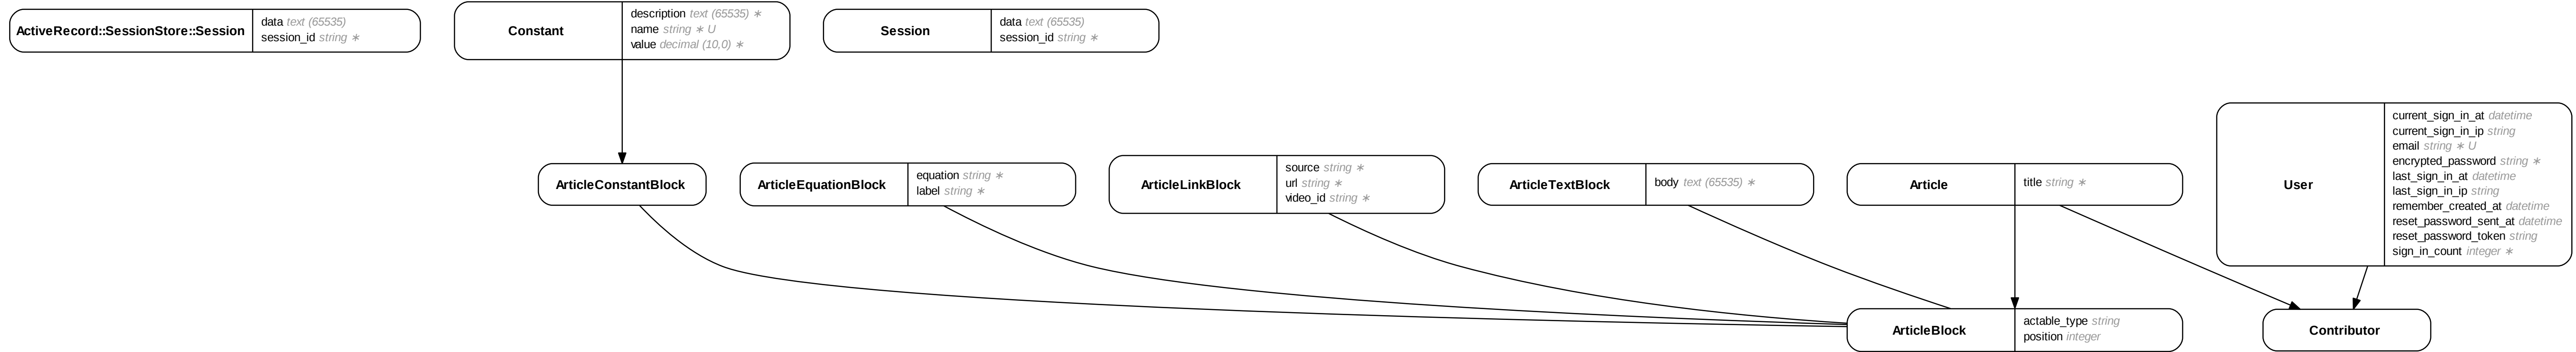 ActiveRecord::SessionStore::Session
data text (65535)
session_id string ∗
Constant
description text (65535) ∗
name string ∗ U
value decimal (10,0) ∗
Session
data text (65535)
session_id string ∗
ArticleConstantBlock
ArticleEquationBlock
equation string ∗
label string ∗
ArticleLinkBlock
source string ∗
url string ∗
video_id string ∗
ArticleTextBlock
body text (65535) ∗
Article
title string ∗
User
current_sign_in_at datetime
current_sign_in_ip string
email string ∗ U
encrypted_password string ∗
last_sign_in_at datetime
last_sign_in_ip string
remember_created_at datetime
reset_password_sent_at datetime
reset_password_token string
sign_in_count integer ∗
ArticleBlock
actable_type string
position integer
Contributor